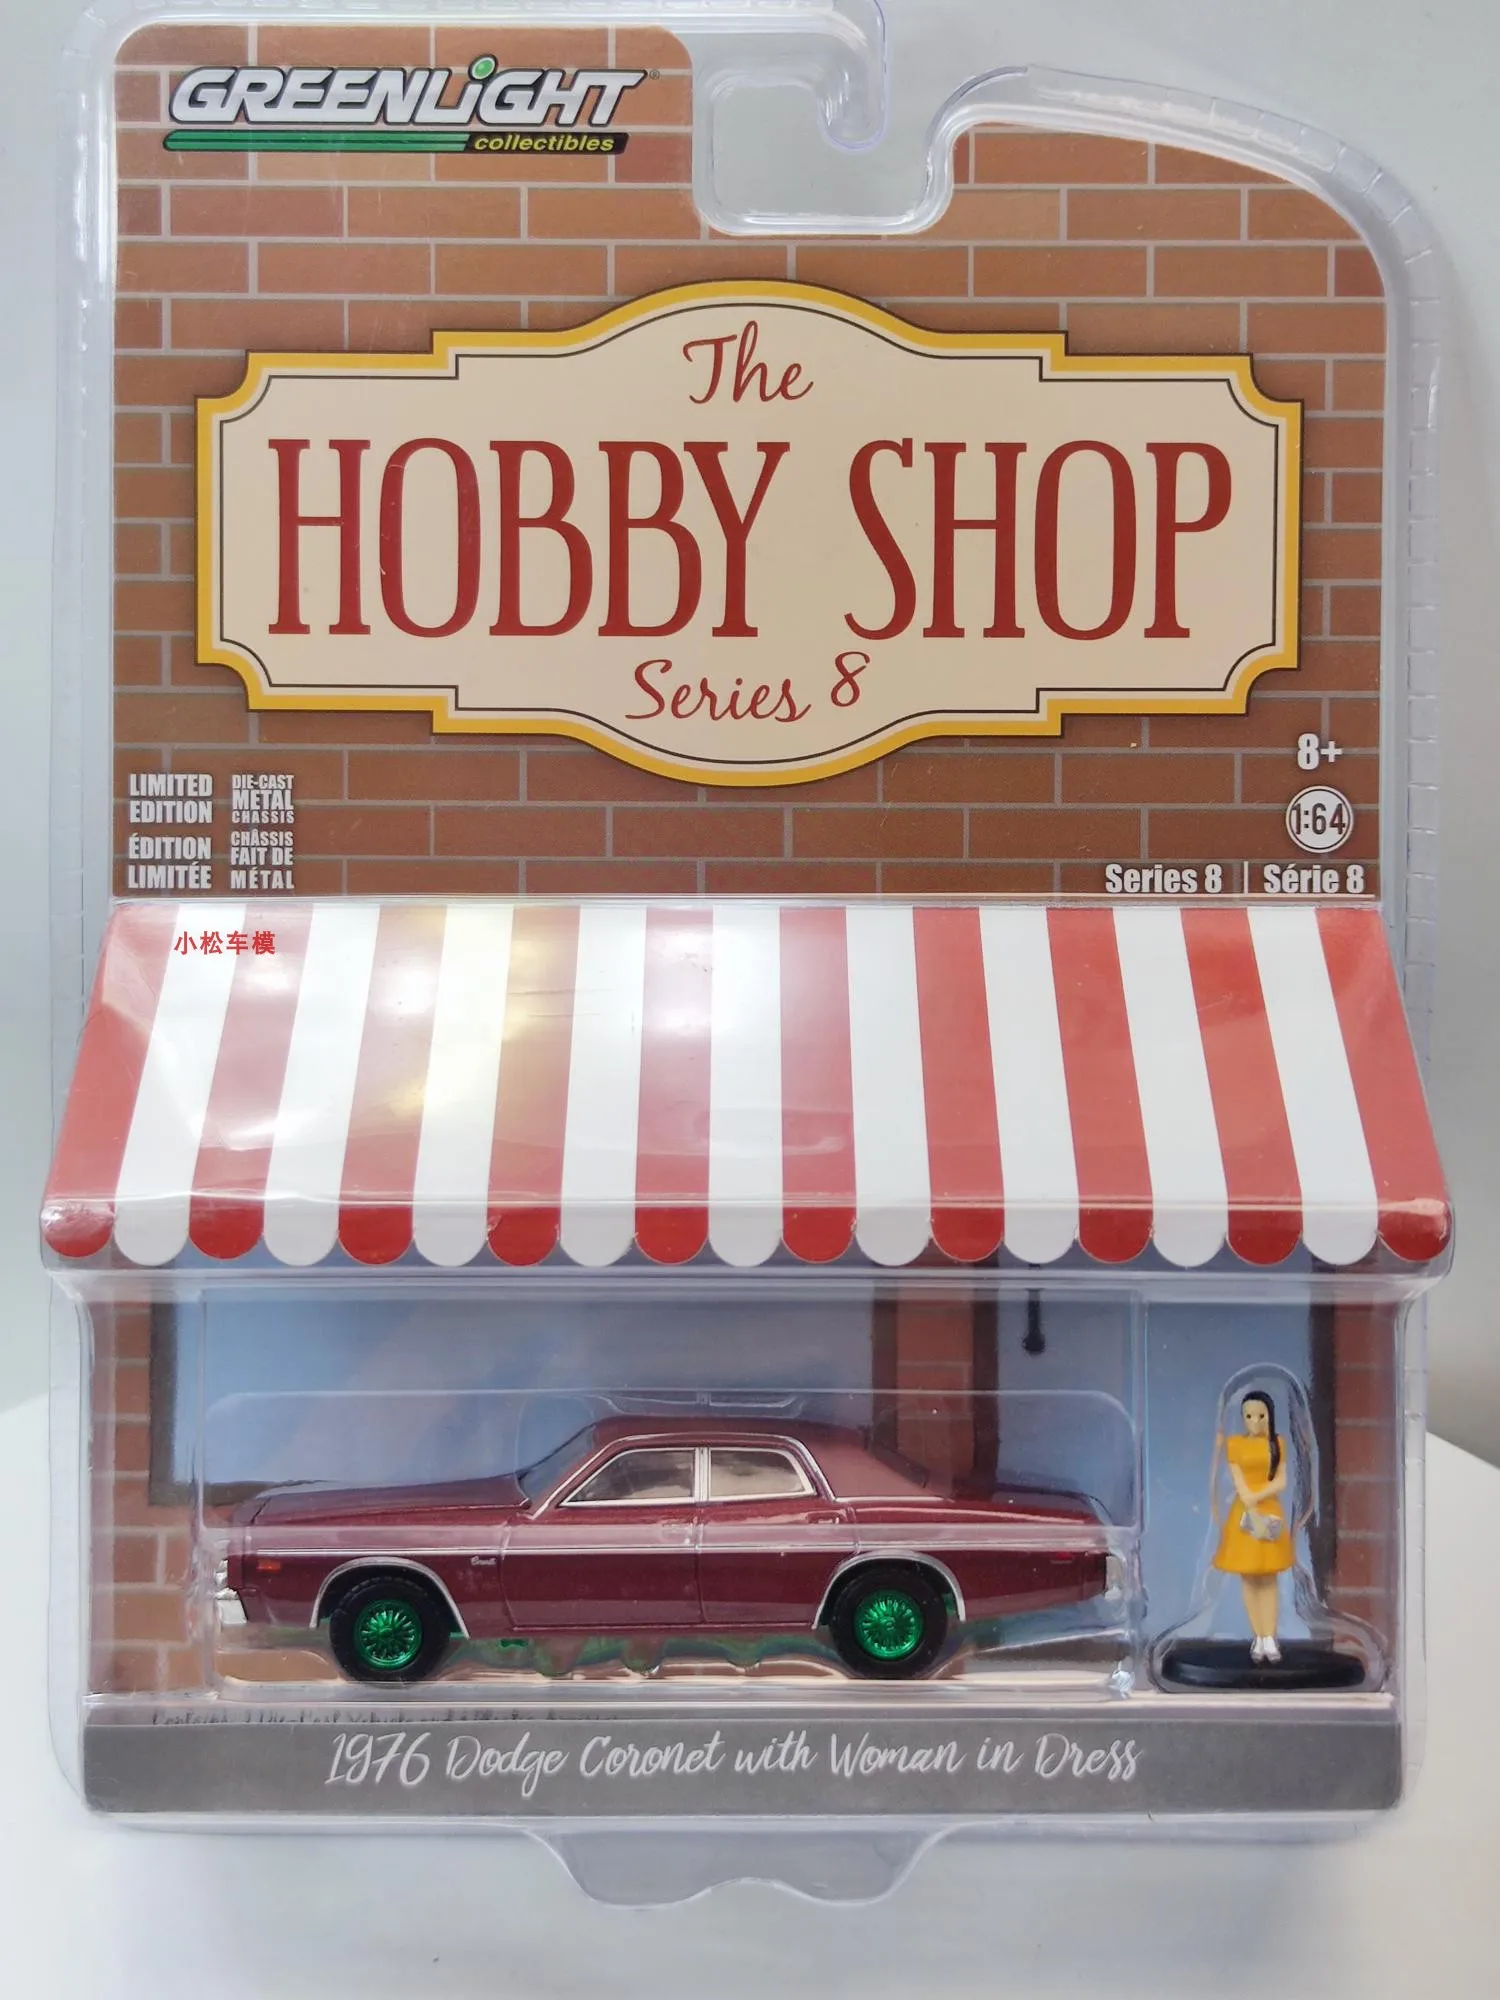 GREENLiGHT®
collectibles
The
HOBBY SHOP
Series 8
8+
1:64
LIMITED
EDITION
ÉDITION
LIMITÉE
DIE-CAST
METAL
CHASSIS
CHÂSSIS
FAIT DE
MÉTAL
Series 8 | Série 8
小松车模
Coronet
1976 Dodge Coronet with Woman in Dress